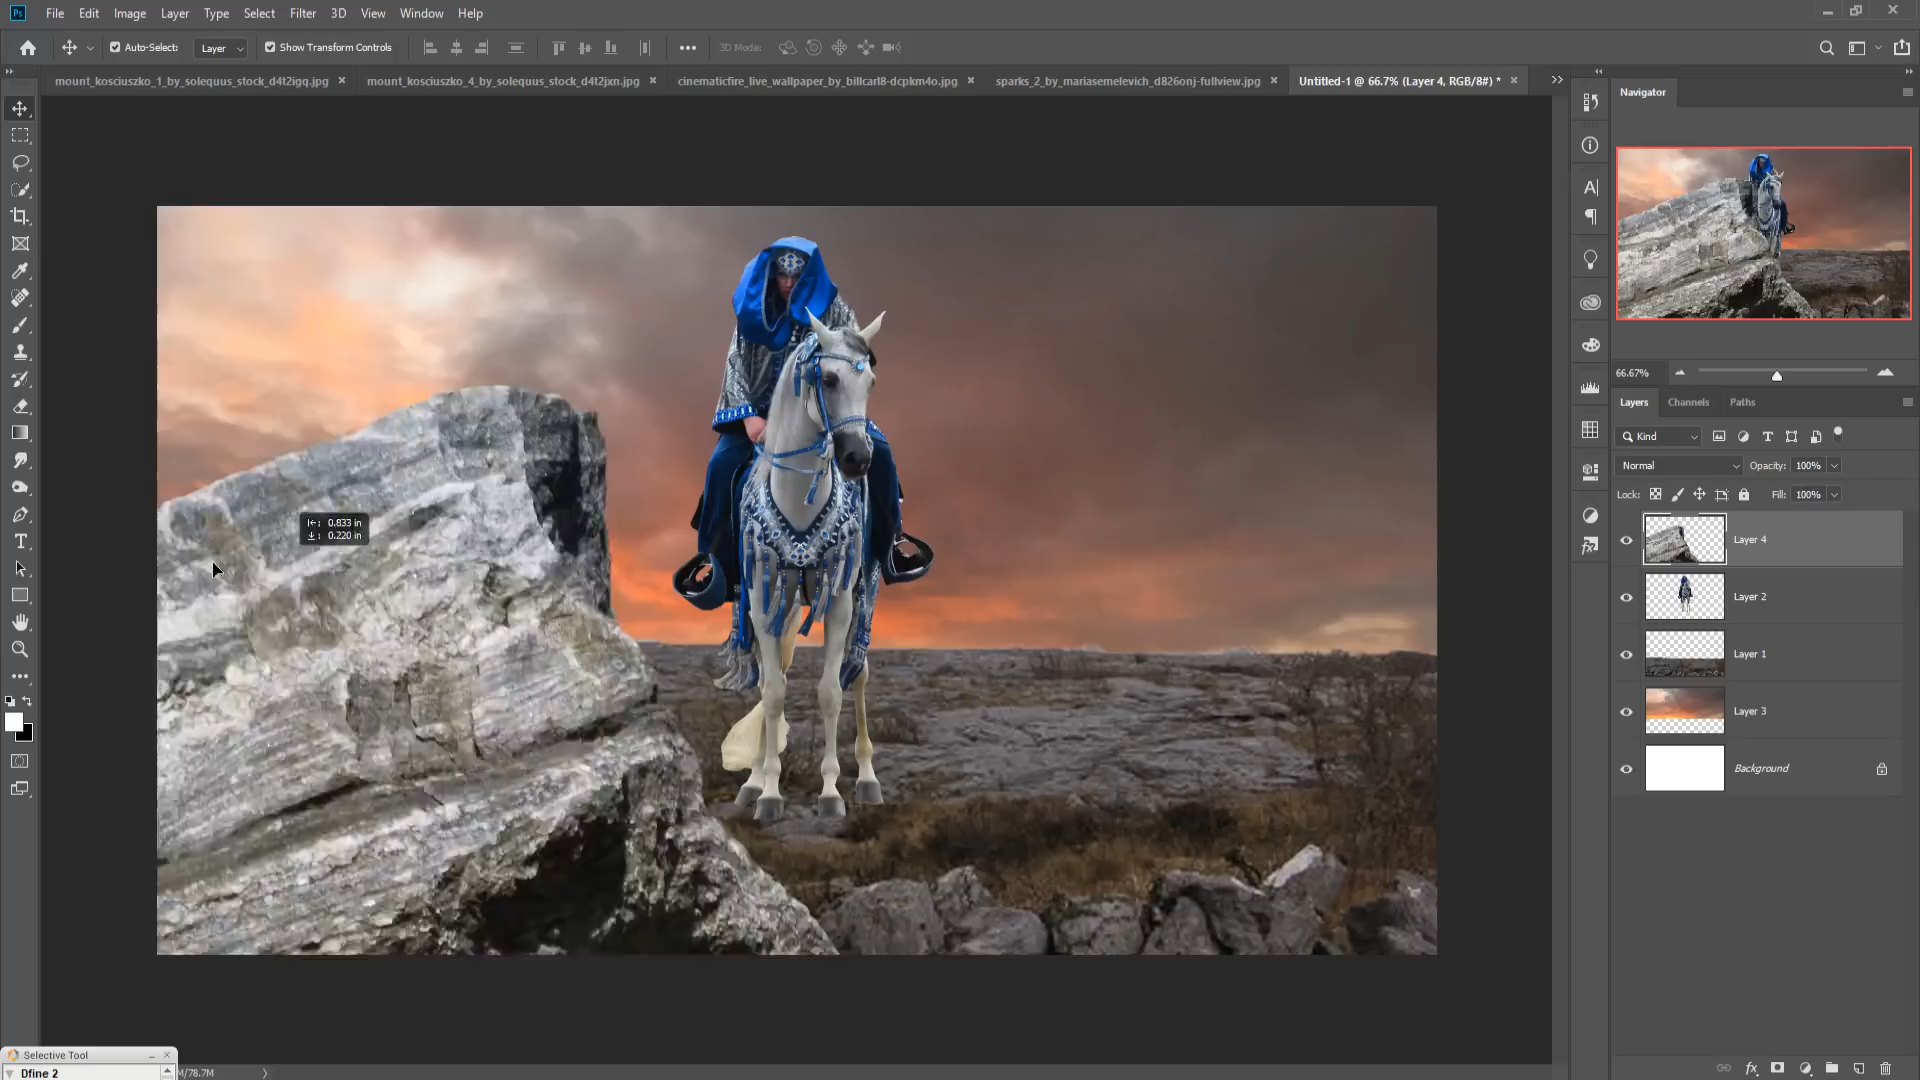 Ps File Edit Image Layer Type Select Filter 3D View Window Help
Auto-Select: Layer Show Transform Controls 3D Mode:
mount_kosciuszko_1_by_solequus_stock_d4t2igq.jpg × mount_kosciuszko_4_by_solequus_stock_d4t2jxn.jpg × cinematicfire_live_wallpaper_by_billcarl8-dcpkm4o.jpg × sparks_2_by_mariasemelevich_d826onj-fullview.jpg × Untitled-1 @ 66.7% (Layer 4, RGB/8#) * ×
Navigator
66.67%
Layers Channels Paths
Kind
Normal Opacity: 100%
Lock: Fill: 100%
0.833 in
0.220 in
Layer 4
Layer 2
Layer 1
Layer 3
Background
Selective Tool
Dfine 2
M/78.7M